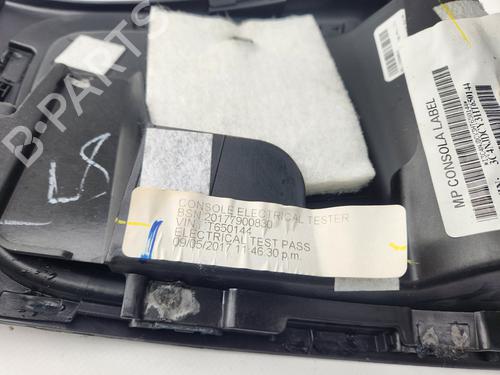 B-PARTS
L8
CONSOLE ELECTRICAL TESTER
BSN: 20177900830
VIN: T650144
ELECTRICAL TEST PASS
09/05/2017 11:46:30 p.m.
MP CONSOLA LABEL